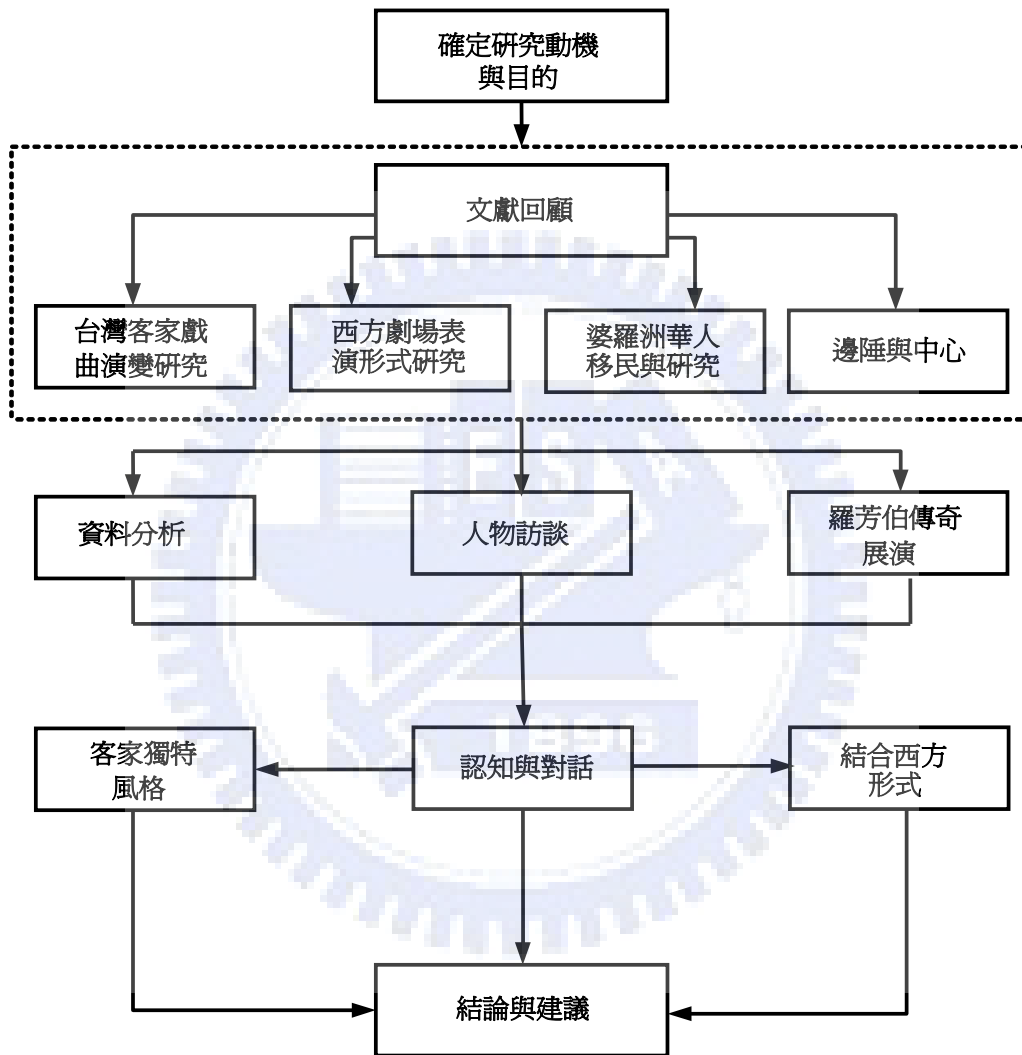 確定研究動機
與目的
文獻回顧
台灣客家戲
曲演變研究
西方劇場表
演形式研究
婆羅洲華人
移民與研究
邊陲與中心
資料分析
人物訪談
羅芳伯傳奇
展演
客家獨特
風格
認知與對話
結合西方
形式
結論與建議